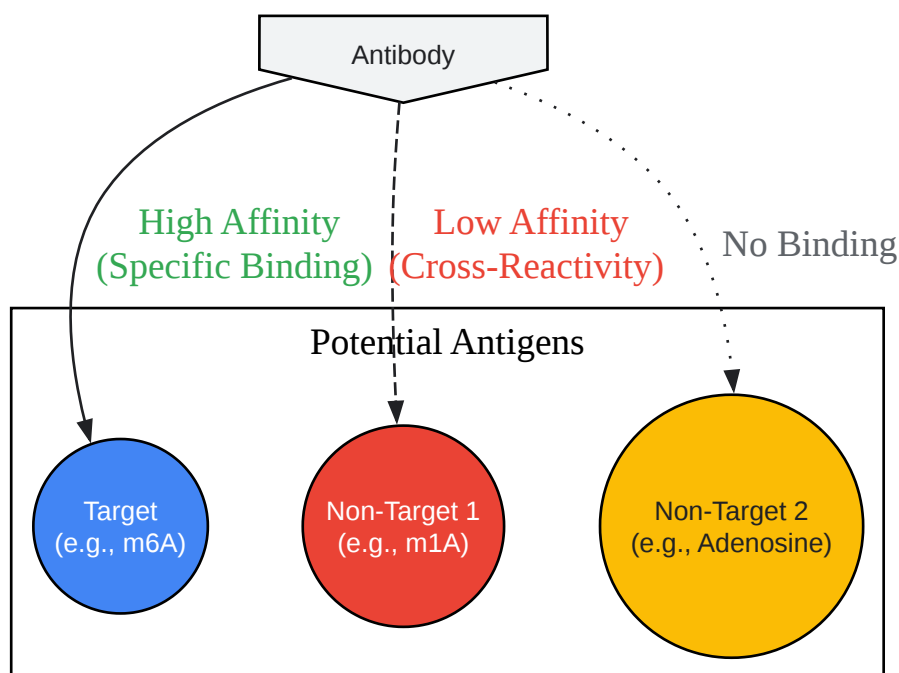 Antibody
High Affinity
(Specific Binding)
Low Affinity
(Cross-Reactivity)
No Binding
Potential Antigens
Target
(e.g., m6A)
Non-Target 1
(e.g., m1A)
Non-Target 2
(e.g., Adenosine)